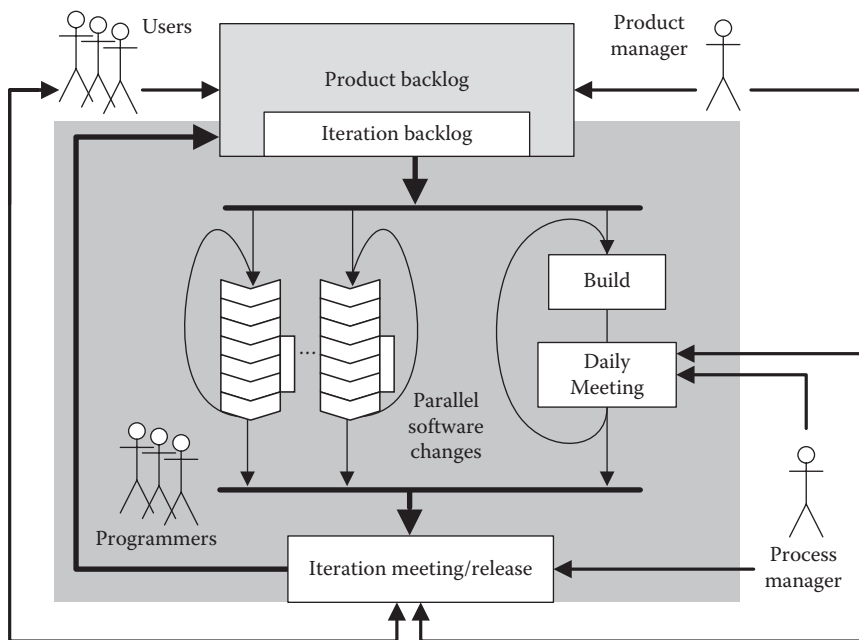 Users
Product
manager
Product backlog
Iteration backlog
Build
Daily
Meeting
...
Parallel
software
changes
Programmers
Iteration meeting/release
Process
manager